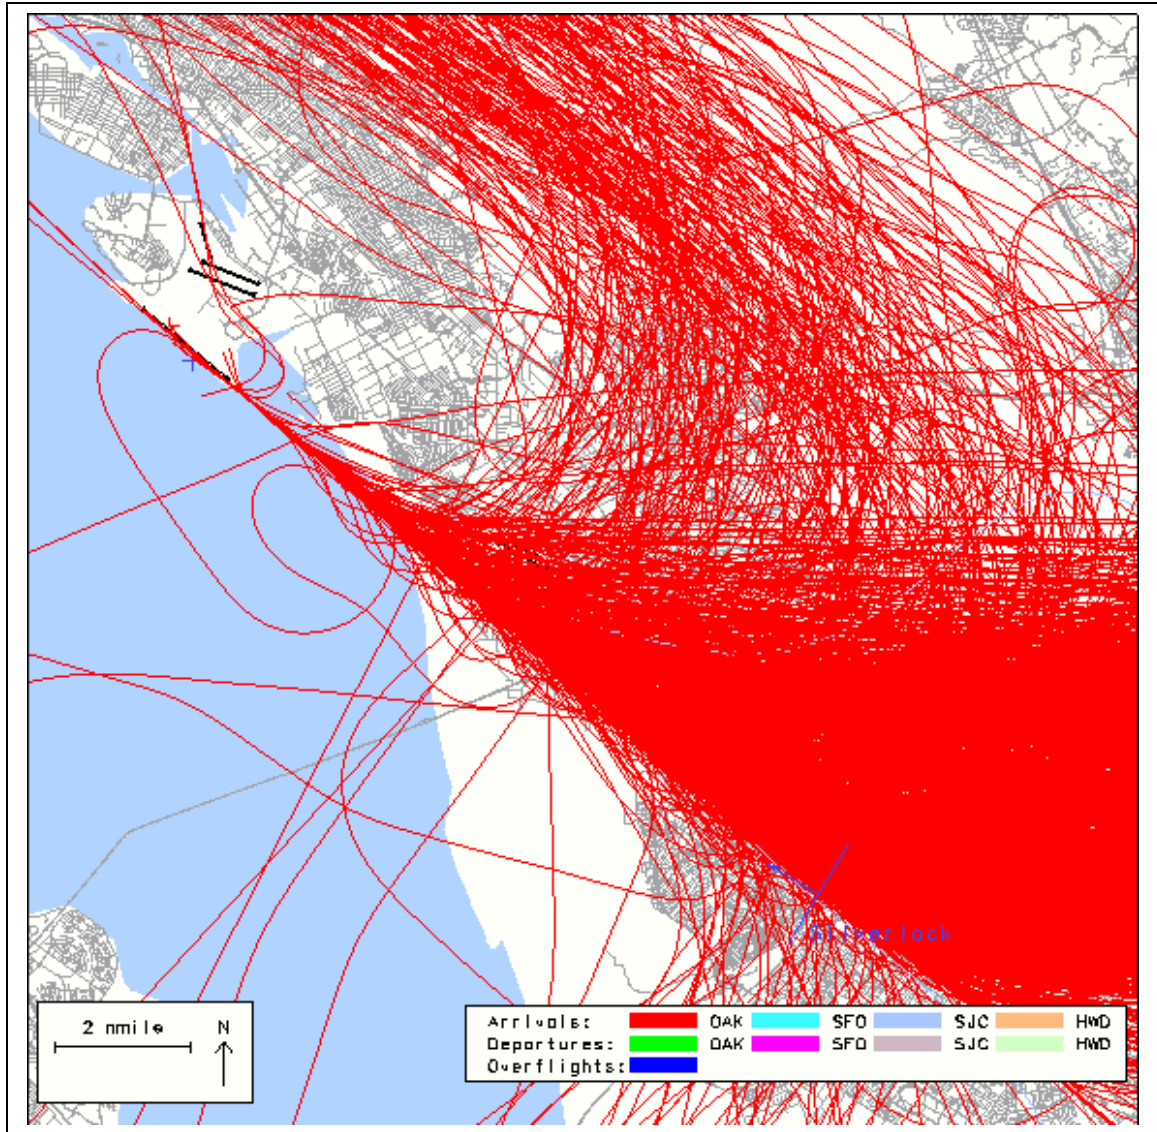 Silverlock
2 nmile N
Arrivals: OAK SFO SJC HWD
Departures: OAK SFO SJC HWD
Overflights: